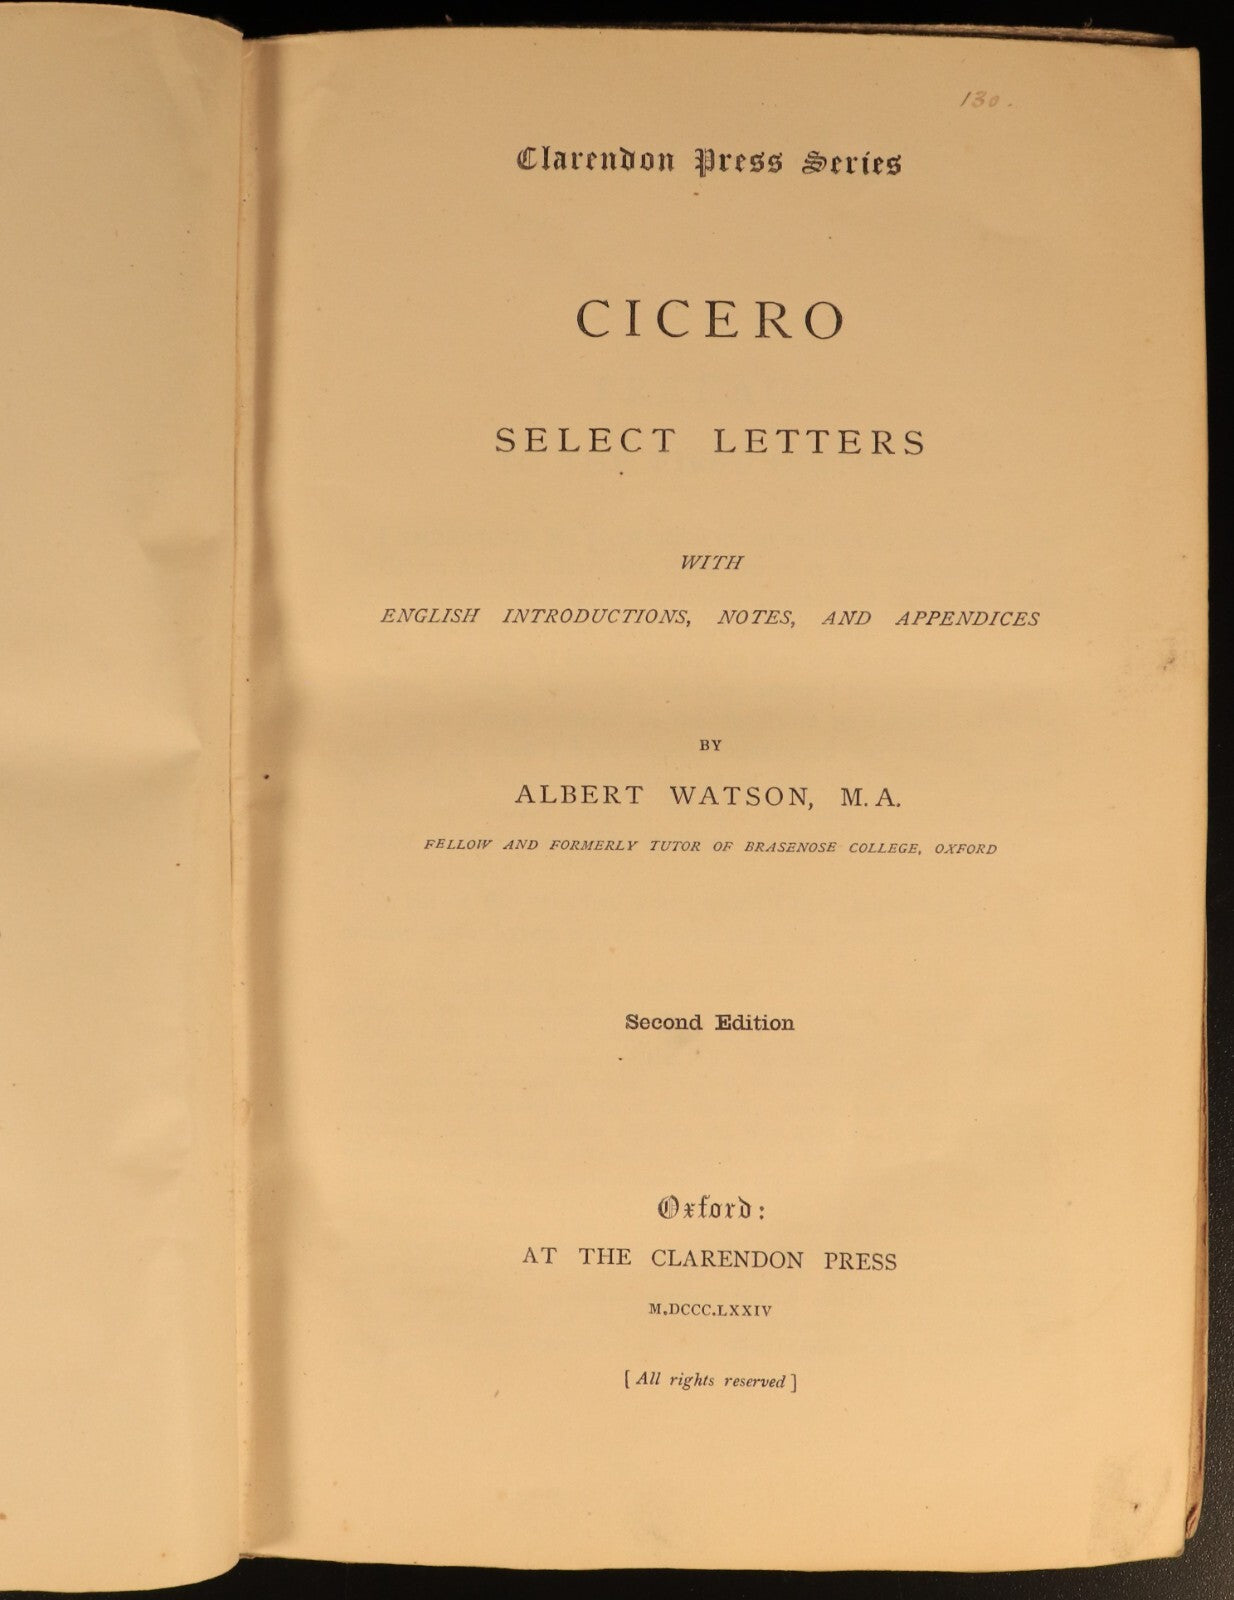 130.
Clarendon Press Series
CICERO
SELECT LETTERS
WITH
ENGLISH INTRODUCTIONS, NOTES, AND APPENDICES
BY
ALBERT WATSON, M.A.
FELLOW AND FORMERLY TUTOR OF BRASENOSE COLLEGE, OXFORD
Second Edition
Oxford:
AT THE CLARENDON PRESS
M.DCCC.LXXIV
[All rights reserved]